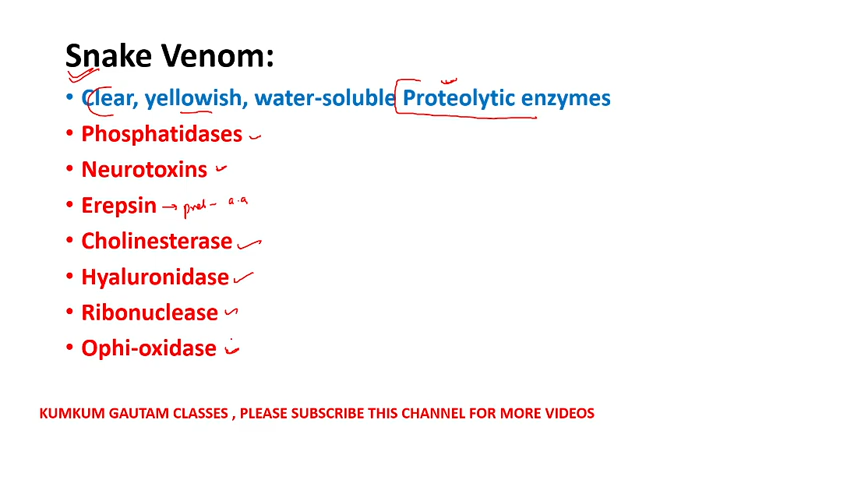 Snake Venom:
• Clear, yellowish, water-soluble Proteolytic enzymes
• Phosphatidases
• Neurotoxins
• Erepsin → prot - a.a
• Cholinesterase
• Hyaluronidase
• Ribonuclease
• Ophi-oxidase
KUMKUM GAUTAM CLASSES , PLEASE SUBSCRIBE THIS CHANNEL FOR MORE VIDEOS